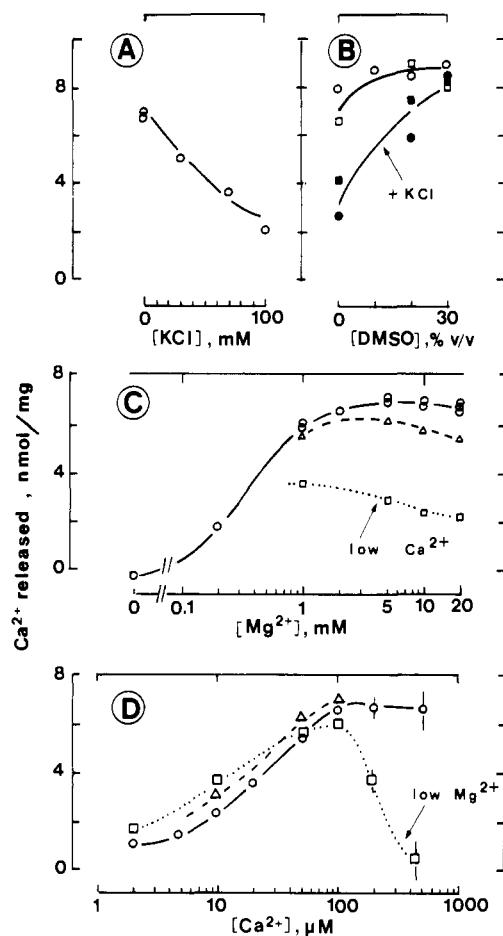 A
B
8
4
0
+ KCl
0
100
[KCl] , mM
0
30
[DMSO] , % v/v
Ca²⁺ released , nmol/mg
8
4
0
C
low Ca²⁺
0
0.1
1
5
10
20
[Mg²⁺] , mM
8
4
0
D
low Mg²⁺
1
10
100
1000
[Ca²⁺] , µM